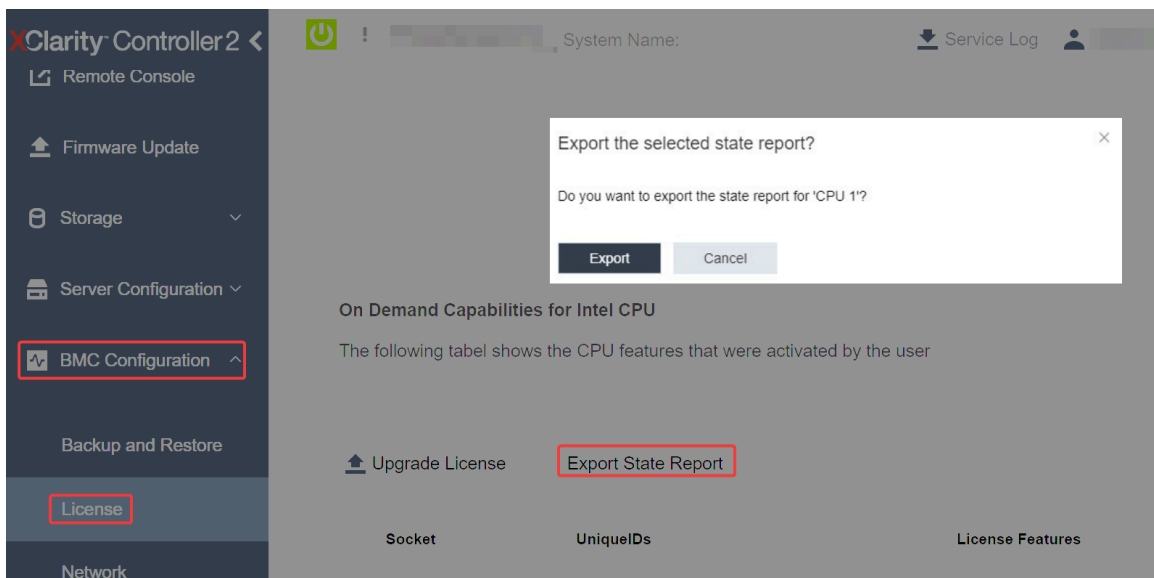 XClarity Controller 2
System Name:
Service Log
Remote Console
Firmware Update
Storage
Server Configuration
BMC Configuration
Backup and Restore
License
Network
Export the selected state report?
Do you want to export the state report for 'CPU 1'?
Export
Cancel
On Demand Capabilities for Intel CPU
The following tabel shows the CPU features that were activated by the user
Upgrade License
Export State Report
Socket
UniqueIDs
License Features